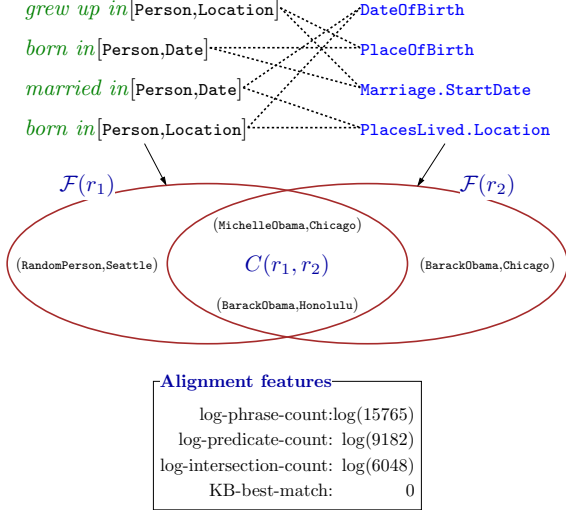 grew up in[Person,Location] DateOfBirth
born in[Person,Date] PlaceOfBirth
married in[Person,Date] Marriage.StartDate
born in[Person,Location] PlacesLived.Location
F(r1) F(r2)
(MichelleObama,Chicago)
(RandomPerson,Seattle) C(r1, r2) (BarackObama,Chicago)
(BarackObama,Honolulu)
Alignment features
log-phrase-count:log(15765)
log-predicate-count: log(9182)
log-intersection-count: log(6048)
KB-best-match: 0